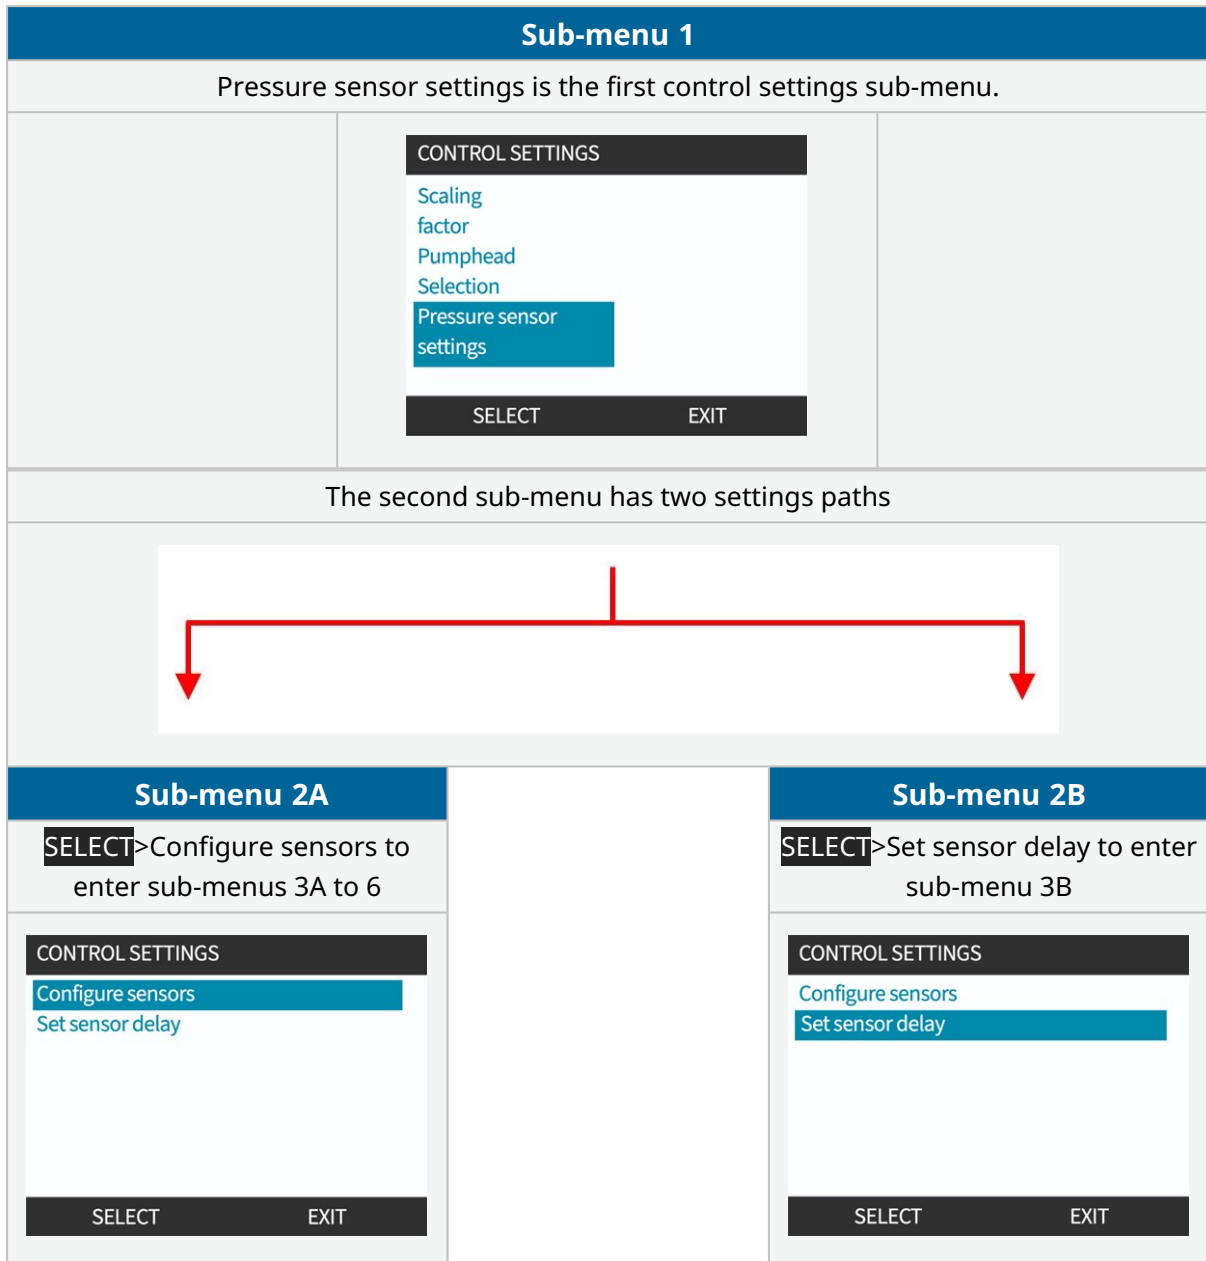 Sub-menu 1
Pressure sensor settings is the first control settings sub-menu.
CONTROL SETTINGS
Scaling
factor
Pumphead
Selection
Pressure sensor
settings
SELECT EXIT
The second sub-menu has two settings paths
Sub-menu 2A
SELECT>Configure sensors to
enter sub-menus 3A to 6
CONTROL SETTINGS
Configure sensors
Set sensor delay
SELECT EXIT
Sub-menu 2B
SELECT>Set sensor delay to enter
sub-menu 3B
CONTROL SETTINGS
Configure sensors
Set sensor delay
SELECT EXIT